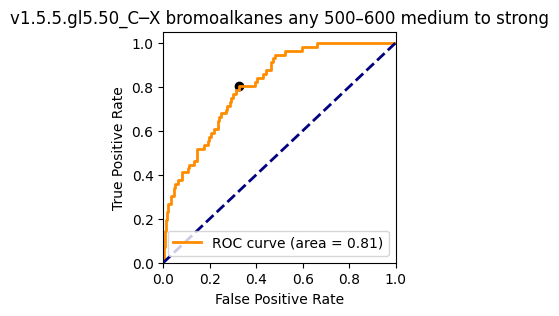 v1.5.5.gl5.50_C─X bromoalkanes any 500–600 medium to strong
1.0
0.8
0.6
0.4
0.2
0.0
True Positive Rate
ROC curve (area = 0.81)
0.0 0.2 0.4 0.6 0.8 1.0
False Positive Rate